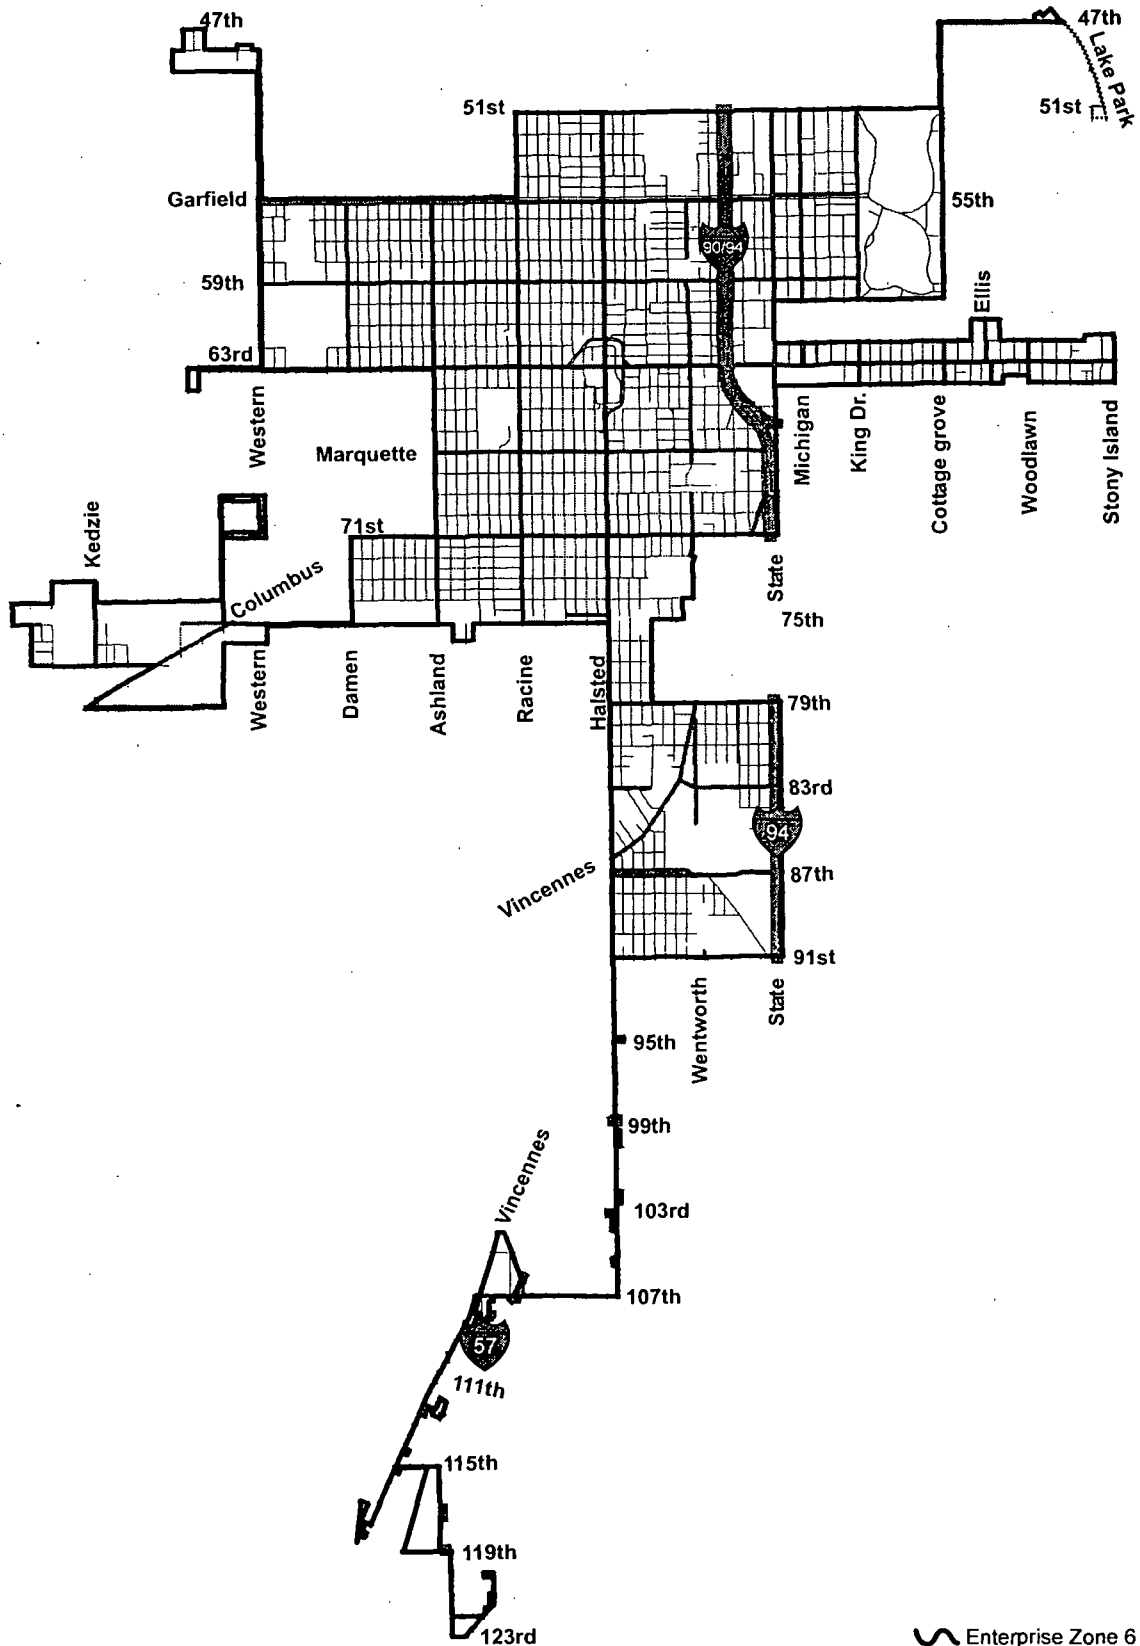 47th
47th
Lake Park
51st
51st
Garfield
55th
90/94
59th
Ellis
63rd
Western
Michigan
King Dr.
Cottage grove
Woodlawn
Stony Island
Marquette
Kedzie
71st
Columbus
State
75th
Western
Damen
Ashland
Racine
Halsted
79th
83rd
94
Vincennes
87th
91st
Wentworth
State
95th
99th
Vincennes
103rd
107th
57
111th
115th
119th
123rd
Enterprise Zone 6